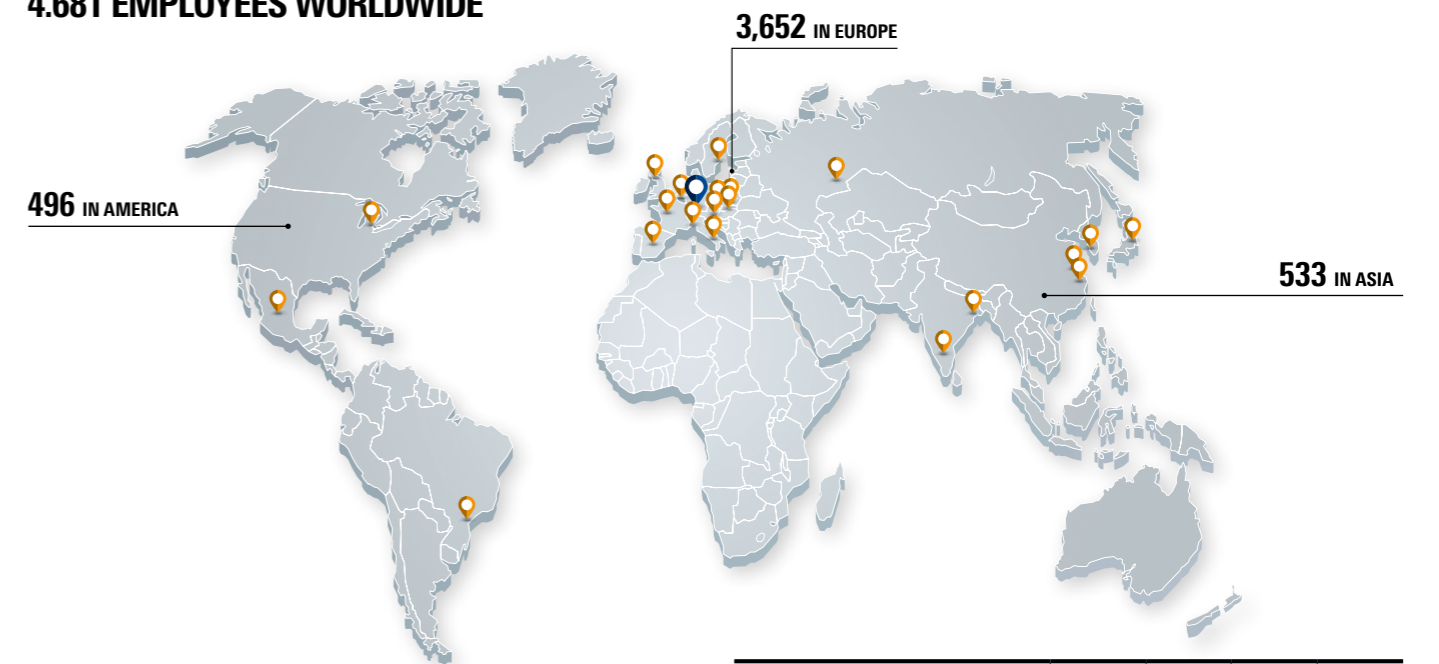 4.681 EMPLOYEES WORLDWIDE
3,652 IN EUROPE
496 IN AMERICA
533 IN ASIA